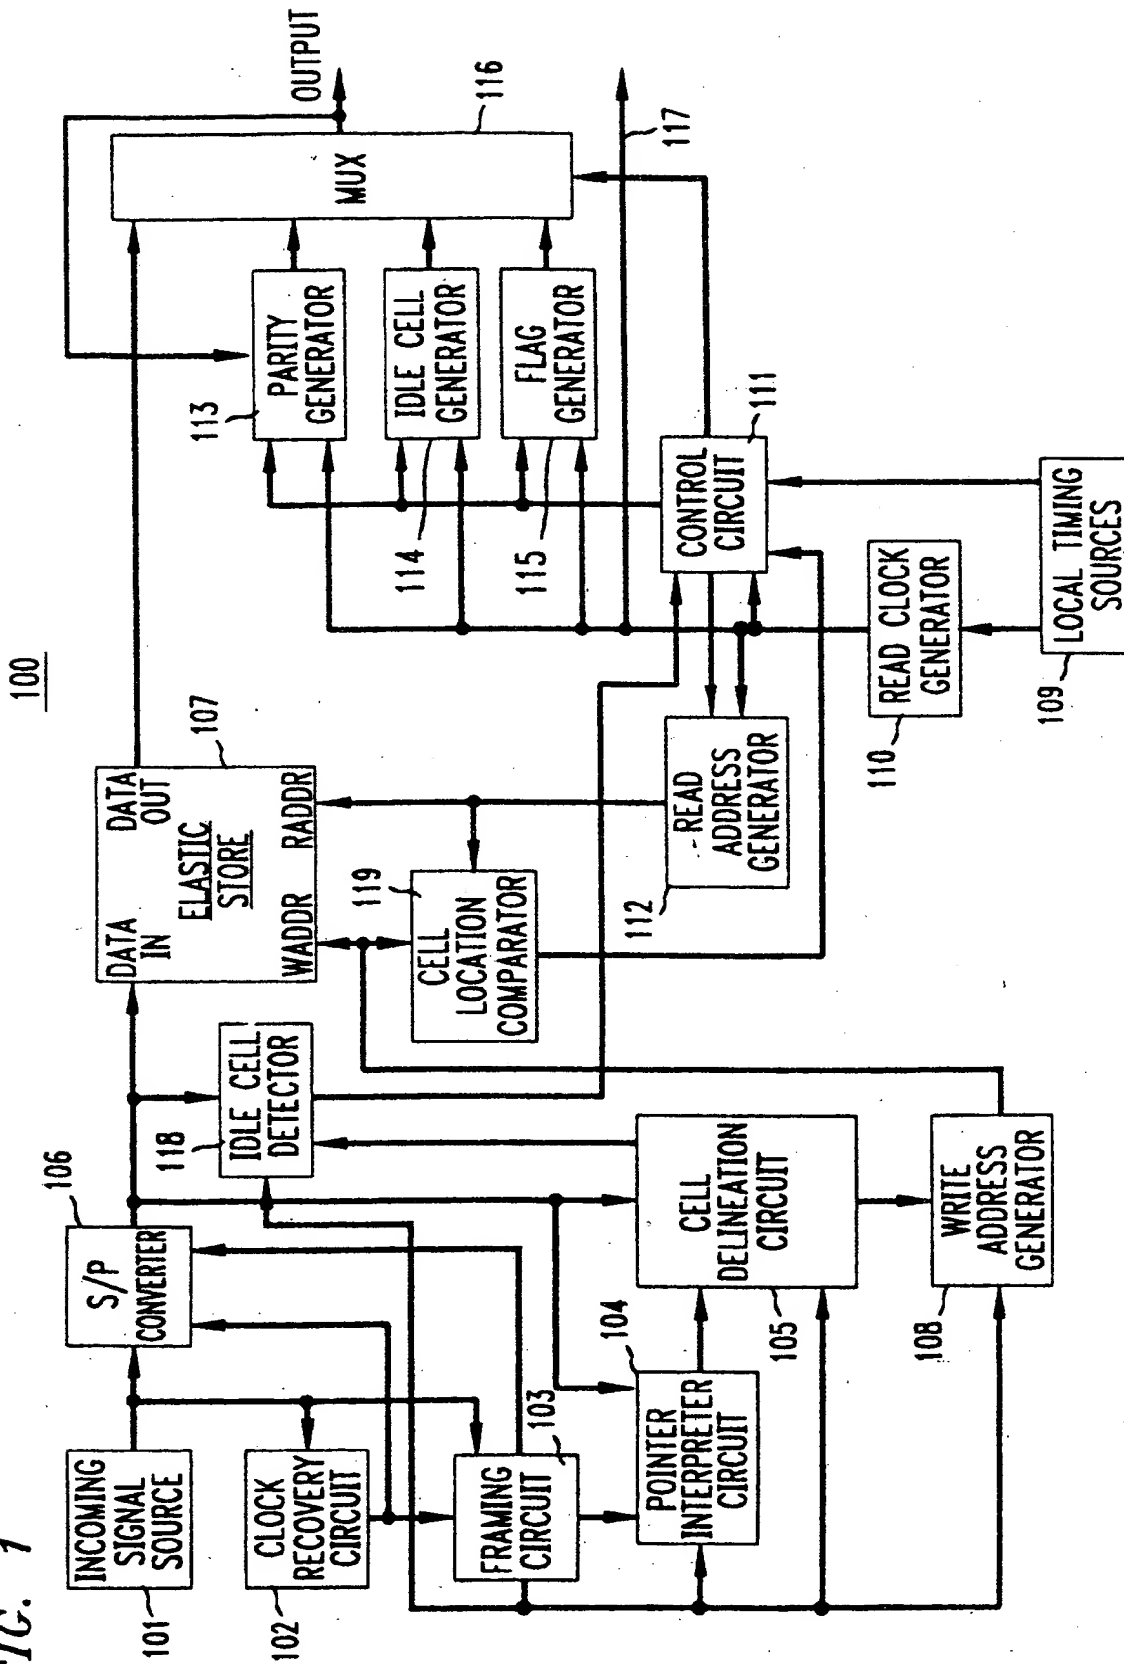 FIG. 1
100
INCOMING
SIGNAL
SOURCE
101
CLOCK
RECOVERY
CIRCUIT
102
FRAMING
CIRCUIT
103
S/P
CONVERTER
106
POINTER
INTERPRETER
CIRCUIT
104
CELL
DELINEATION
CIRCUIT
105
WRITE
ADDRESS
GENERATOR
108
IDLE CELL
DETECTOR
118
DATA
IN
DATA
OUT
ELASTIC
STORE
WADDR
RADDR
107
CELL
LOCATION
COMPARATOR
119
READ
ADDRESS
GENERATOR
112
READ CLOCK
GENERATOR
110
LOCAL TIMING
SOURCES
109
CONTROL
CIRCUIT
111
PARITY
GENERATOR
113
IDLE CELL
GENERATOR
114
FLAG
GENERATOR
115
MUX
116
OUTPUT
117